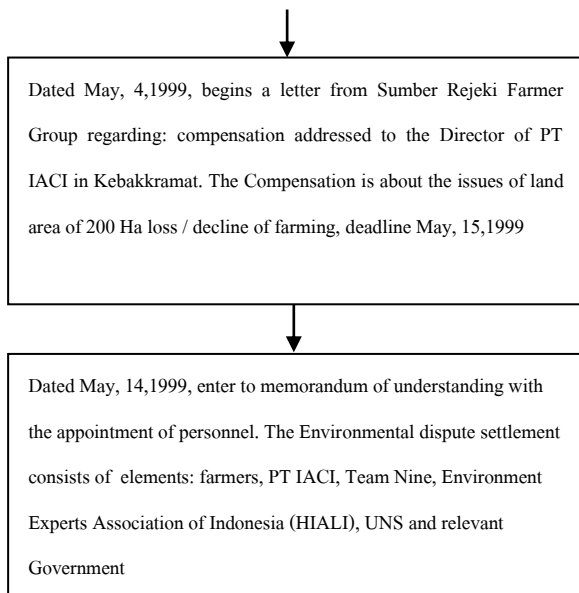 Dated May, 4,1999, begins a letter from Sumber Rejeki Farmer
Group regarding: compensation addressed to the Director of PT
IACI in Kebakkramat. The Compensation is about the issues of land
area of 200 Ha loss / decline of farming, deadline May, 15,1999
Dated May, 14,1999, enter to memorandum of understanding with
the appointment of personnel. The Environmental dispute settlement
consists of elements: farmers, PT IACI, Team Nine, Environment
Experts Association of Indonesia (HIALI), UNS and relevant
Government